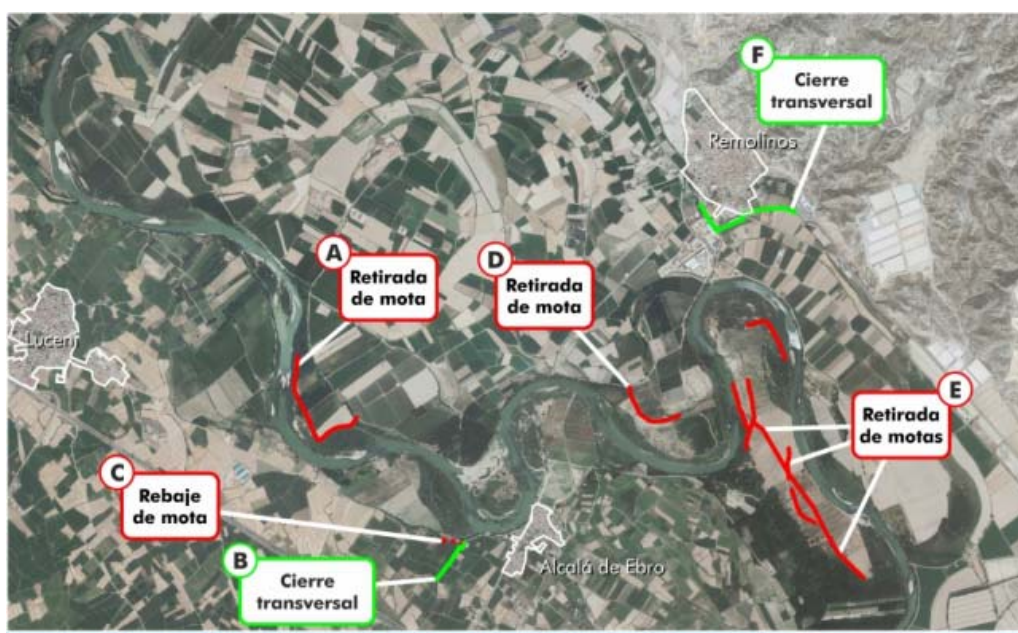 F
Cierre
transversal
Remolinos
A
Retirada
de mota
D
Retirada
de mota
Luceni
E
Retirada
de motas
C
Rebaje
de mota
B
Cierre
transversal
Alcalá de Ebro